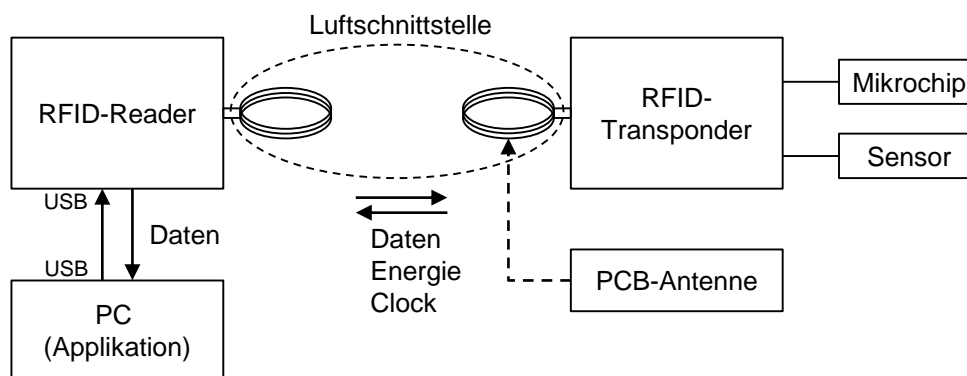 Luftschnittstelle
RFID-Reader
RFID-
Transponder
Mikrochip
Sensor
USB
Daten
USB
Daten
Energie
Clock
PCB-Antenne
PC
(Applikation)